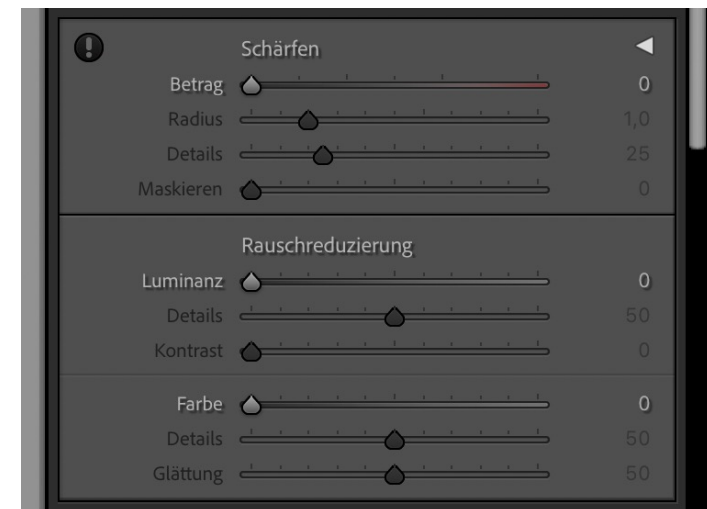 Schärfen
Betrag 0
Radius 1,0
Details 25
Maskieren 0
Rauschreduzierung
Luminanz 0
Details 50
Kontrast 0
Farbe 0
Details 50
Glättung 50